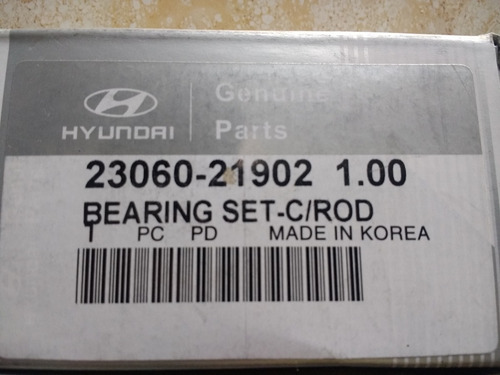 Genuine
HYUNDAI Parts
23060-21902 1.00
BEARING SET-C/ROD
1 PC PD MADE IN KOREA